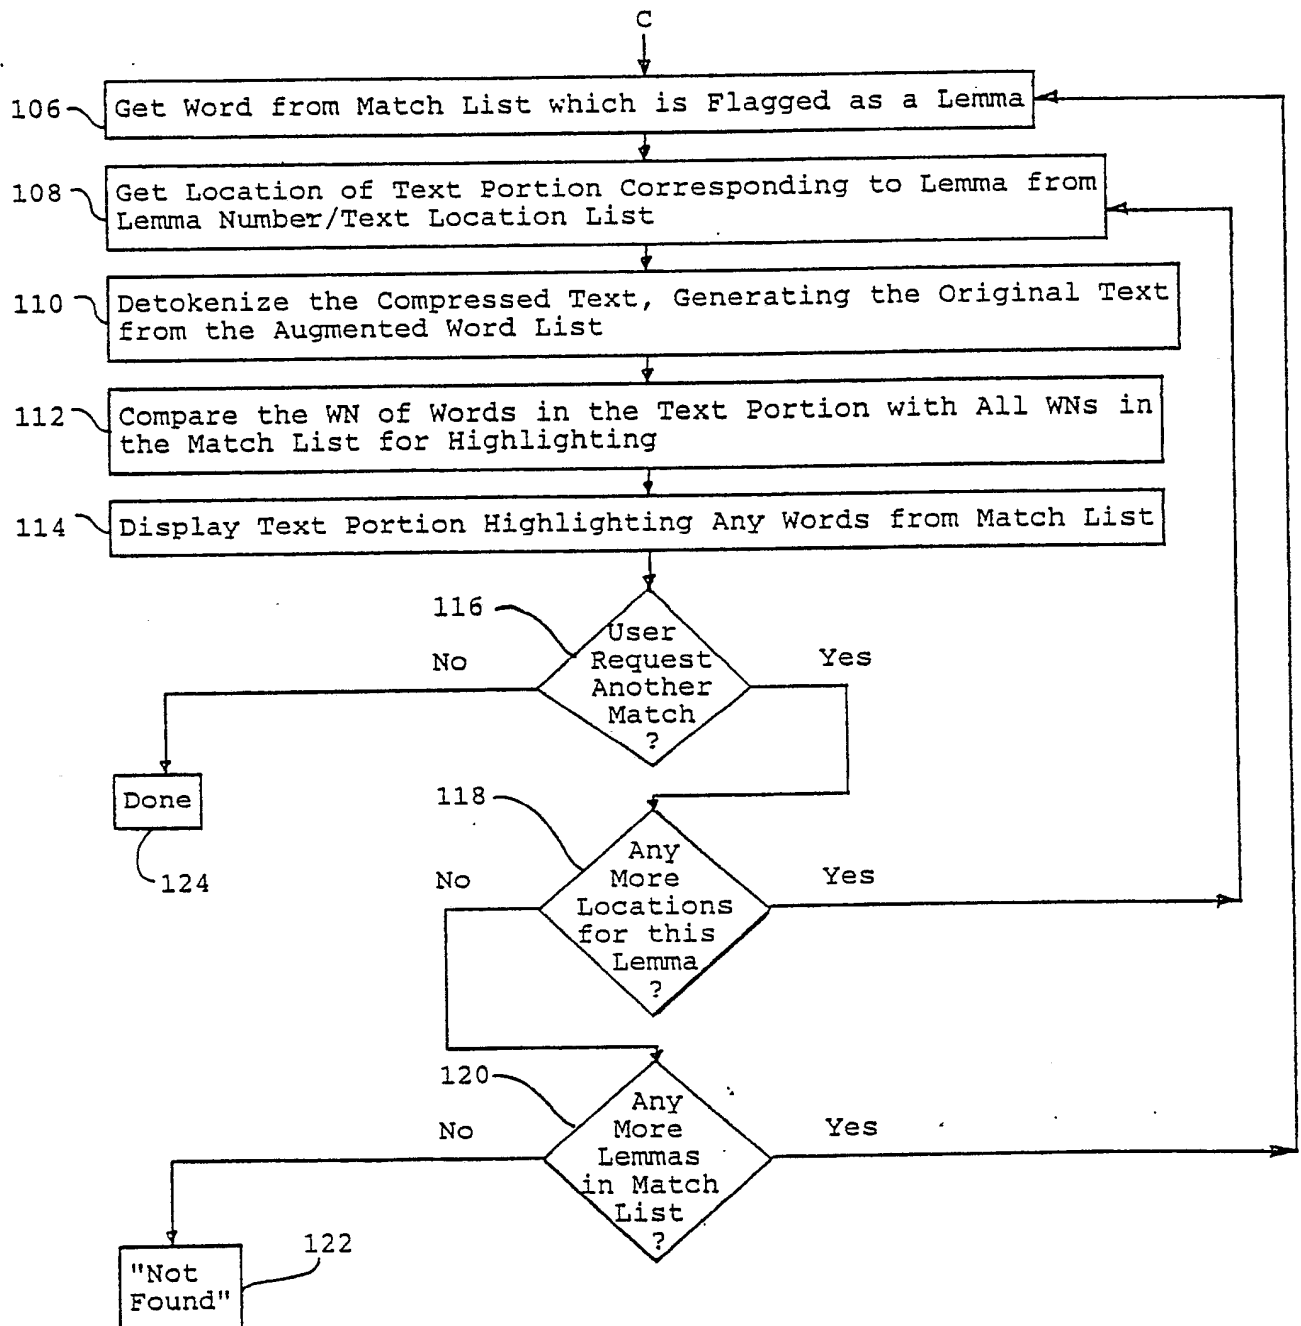 C
106
Get Word from Match List which is Flagged as a Lemma
108
Get Location of Text Portion Corresponding to Lemma from
Lemma Number/Text Location List
110
Detokenize the Compressed Text, Generating the Original Text
from the Augmented Word List
112
Compare the WN of Words in the Text Portion with All WNs in
the Match List for Highlighting
114
Display Text Portion Highlighting Any Words from Match List
116
User
Request
Another
Match
?
No
Yes
Done
124
118
Any
More
Locations
for this
Lemma
?
No
Yes
120
Any
More
Lemmas
in Match
List
?
No
Yes
"Not
Found"
122